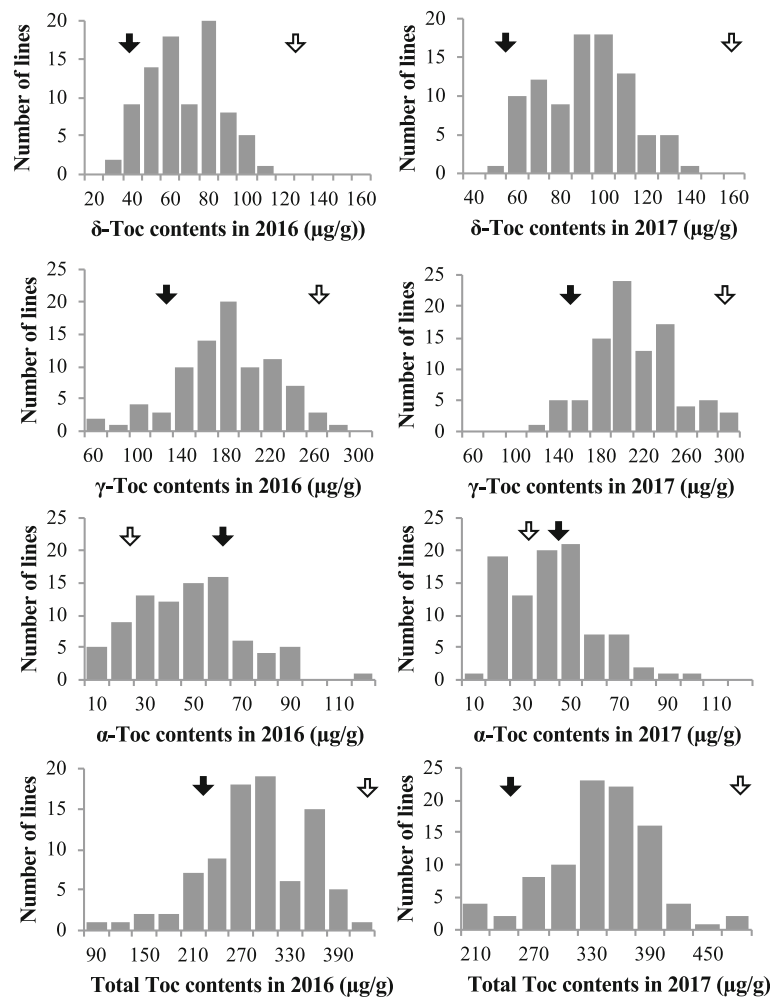 Number of lines
20
15
10
5
0
20 40 60 80 100 120 140 160
δ-Toc contents in 2016 (μg/g))
Number of lines
20
15
10
5
0
40 60 80 100 120 140 160
δ-Toc contents in 2017 (μg/g)
Number of lines
25
20
15
10
5
0
60 100 140 180 220 260 300
γ-Toc contents in 2016 (μg/g)
Number of lines
25
20
15
10
5
0
60 100 140 180 220 260 300
γ-Toc contents in 2017 (μg/g)
Number of lines
25
20
15
10
5
0
10 30 50 70 90 110
α-Toc contents in 2016 (μg/g)
Number of lines
25
20
15
10
5
0
10 30 50 70 90 110
α-Toc contents in 2017 (μg/g)
Number of lines
20
15
10
5
0
90 150 210 270 330 390
Total Toc contents in 2016 (μg/g)
Number of lines
25
20
15
10
5
0
210 270 330 390 450
Total Toc contents in 2017 (μg/g)